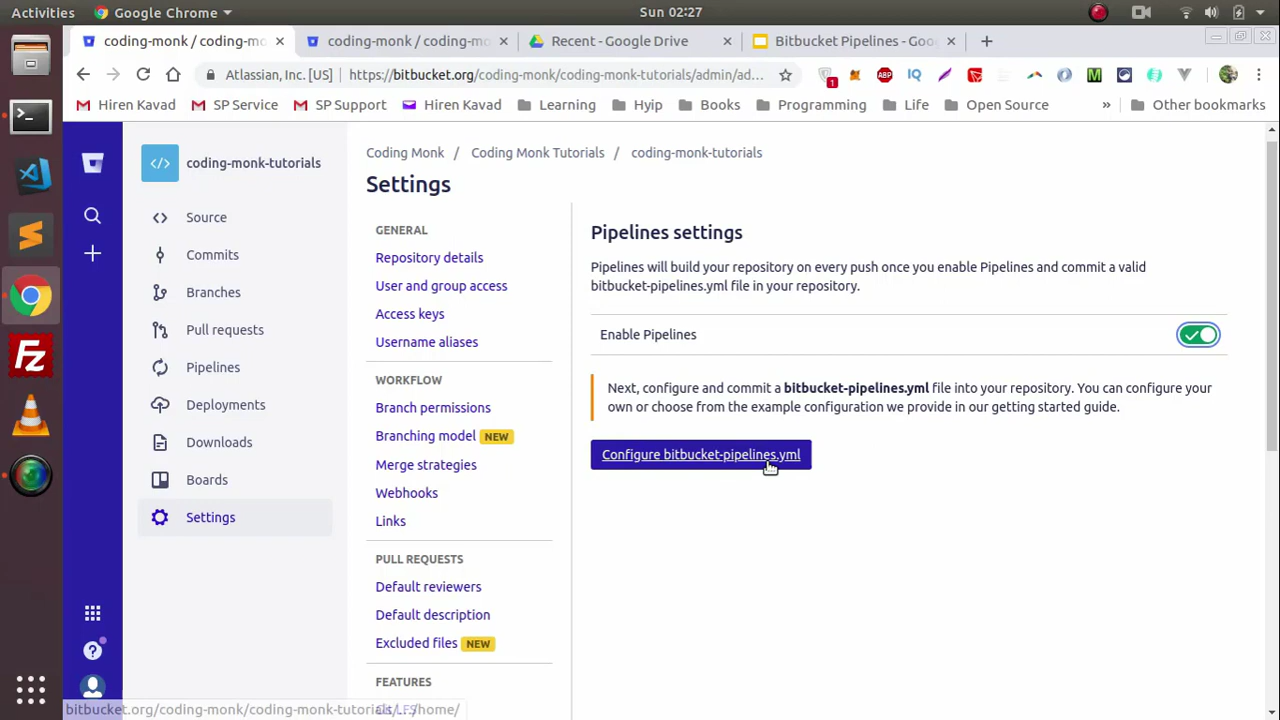 Activities
Google Chrome
Sun 02:27
coding-monk / coding-mo
coding-monk / coding-m
Recent - Google Drive
Bitbucket Pipelines - Goo
Atlassian, Inc. [US]
https://bitbucket.org/coding-monk/coding-monk-tutorials/admin/ad...
1
ABP
IQ
M
Hiren Kavad
SP Service
SP Support
Hiren Kavad
Learning
Hyip
Books
Programming
Life
Open Source
»
Other bookmarks
coding-monk-tutorials
Source
Commits
Branches
Pull requests
Pipelines
Deployments
Downloads
Boards
Settings
Coding Monk / Coding Monk Tutorials / coding-monk-tutorials
Settings
GENERAL
Repository details
User and group access
Access keys
Username aliases
WORKFLOW
Branch permissions
Branching model NEW
Merge strategies
Webhooks
Links
PULL REQUESTS
Default reviewers
Default description
Excluded files NEW
FEATURES
Pipelines settings
Pipelines will build your repository on every push once you enable Pipelines and commit a valid
bitbucket-pipelines.yml file in your repository.
Enable Pipelines
Next, configure and commit a bitbucket-pipelines.yml file into your repository. You can configure your
own or choose from the example configuration we provide in our getting started guide.
Configure bitbucket-pipelines.yml
Fz